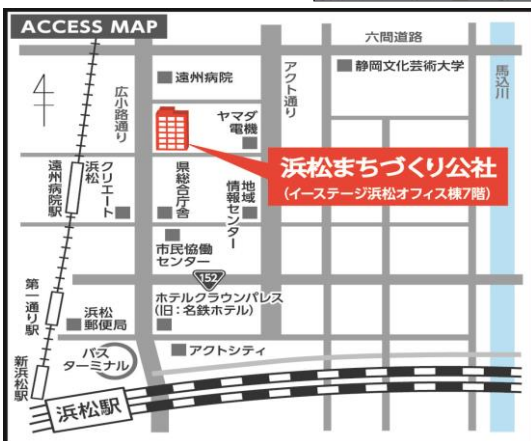 ACCESS MAP
六間道路
遠州病院
静岡文化芸術大学
アクト通り
馬込川
広小路通り
ヤマダ
電機
浜松まちづくり公社
(イーステージ浜松オフィス棟7階)
遠州病院駅
クリエート
浜松
県総合庁舎
地域
情報センター
市民協働
センター
152
第一通り駅
浜松
郵便局
ホテルクラウンパレス
(旧:名鉄ホテル)
バス
ターミナル
アクトシティ
新浜松駅
浜松駅